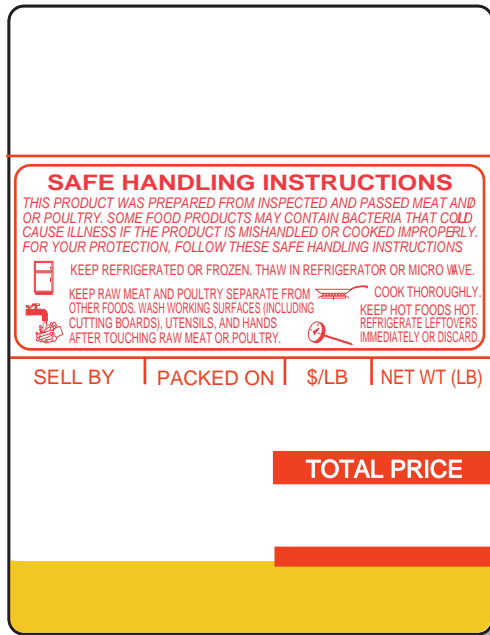 SAFE HANDLING INSTRUCTIONS
THIS PRODUCT WAS PREPARED FROM INSPECTED AND PASSED MEAT AND
OR POULTRY. SOME FOOD PRODUCTS MAY CONTAIN BACTERIA THAT COULD
CAUSE ILLNESS IF THE PRODUCT IS MISHANDLED OR COOKED IMPROPERLY.
FOR YOUR PROTECTION, FOLLOW THESE SAFE HANDLING INSTRUCTIONS
KEEP REFRIGERATED OR FROZEN. THAW IN REFRIGERATOR OR MICRO WAVE.
KEEP RAW MEAT AND POULTRY SEPARATE FROM
OTHER FOODS. WASH WORKING SURFACES (INCLUDING
CUTTING BOARDS), UTENSILS, AND HANDS
AFTER TOUCHING RAW MEAT OR POULTRY.
COOK THOROUGHLY.
KEEP HOT FOODS HOT.
REFRIGERATE LEFTOVERS
IMMEDIATELY OR DISCARD.
SELL BY PACKED ON $/LB NET WT (LB)
TOTAL PRICE